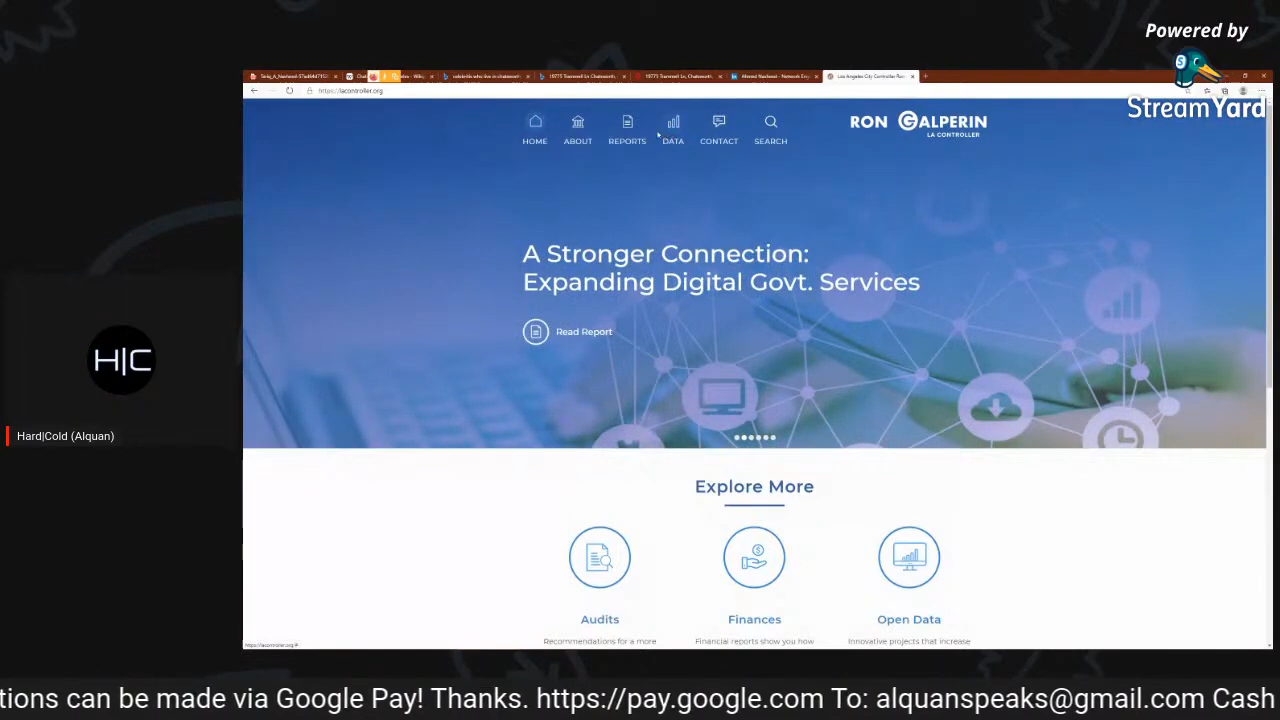 Powered by
StreamYard
https://lacontroller.org
HOME
ABOUT
REPORTS
DATA
CONTACT
SEARCH
RON GALPERIN
LA CONTROLLER
A Stronger Connection:
Expanding Digital Govt. Services
Read Report
H|C
Hard|Cold (Alquan)
Explore More
Audits
Finances
Open Data
Recommendations for a more
Financial reports show you how
Innovative projects that increase
https://lacontroller.org/#
tions can be made via Google Pay! Thanks. https://pay.google.com To: alquanspeaks@gmail.com Cash